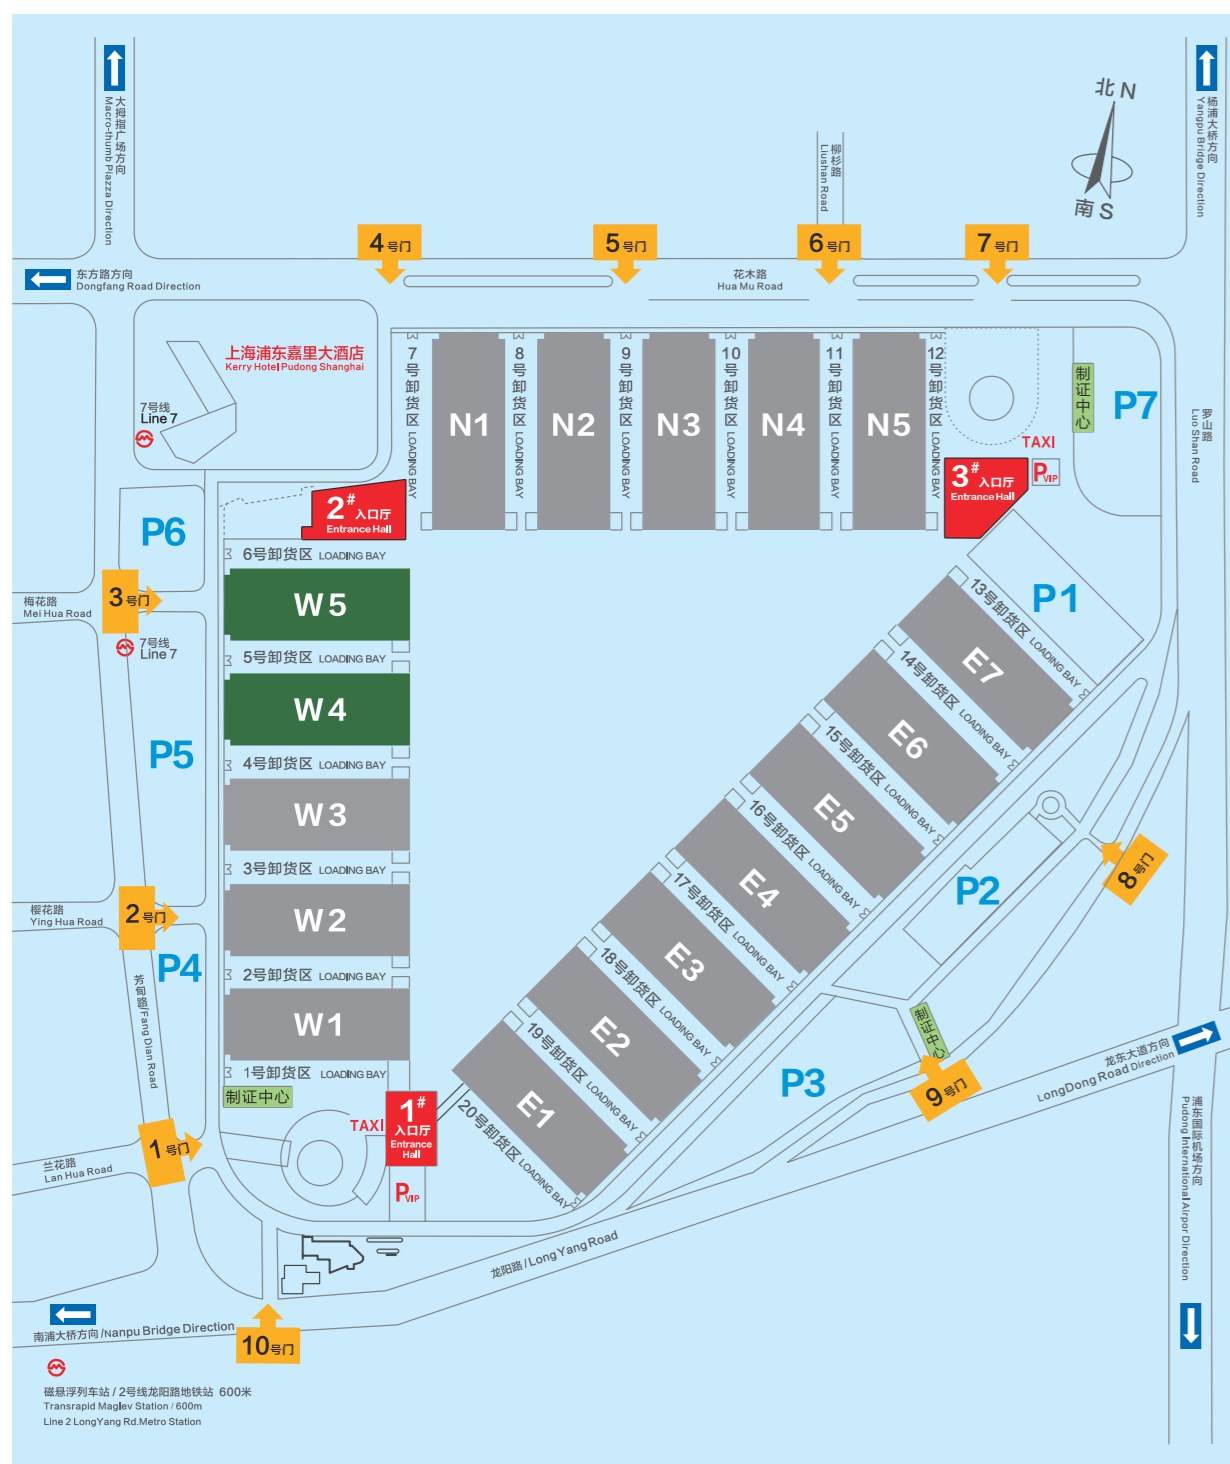 北 N
南 S
大拇指广场方向
Macro-thumb Plazza Direction
杨浦大桥方向
Yangpu Bridge Direction
柳杉路
Liushan Road
4号门
5号门
6号门
7号门
东方路方向
Dongfang Road Direction
花木路
Hua Mu Road
上海浦东嘉里大酒店
Kerry Hotel Pudong Shanghai
7号线
Line 7
7号卸货区 LOADING BAY
N1
8号卸货区 LOADING BAY
N2
9号卸货区 LOADING BAY
N3
10号卸货区 LOADING BAY
N4
11号卸货区 LOADING BAY
N5
12号卸货区 LOADING BAY
制证中心
P7
罗山路
Luo Shan Road
TAXI
PVIP
3#入口厅
Entrance Hall
2#入口厅
Entrance Hall
P6
6号卸货区 LOADING BAY
W5
3号门
梅花路
Mei Hua Road
7号线
Line 7
5号卸货区 LOADING BAY
W4
P5
4号卸货区 LOADING BAY
W3
3号卸货区 LOADING BAY
W2
2号门
樱花路
Ying Hua Road
P4
2号卸货区 LOADING BAY
W1
芳甸路/Fang Dian Road
1号卸货区 LOADING BAY
制证中心
P1
13号卸货区 LOADING BAY
E7
14号卸货区 LOADING BAY
E6
15号卸货区 LOADING BAY
E5
16号卸货区 LOADING BAY
E4
17号卸货区 LOADING BAY
E3
18号卸货区 LOADING BAY
E2
19号卸货区 LOADING BAY
E1
20号卸货区 LOADING BAY
P2
8号门
制证中心
P3
9号门
龙东大道方向
LongDong Road Direction
浦东国际机场方向
Pudong International Airpor Direction
TAXI
1#
入口厅
Entrance
Hall
PVIP
1号门
兰花路
Lan Hua Road
龙阳路/Long Yang Road
南浦大桥方向/Nanpu Bridge Direction
10号门
磁悬浮列车站 / 2号线龙阳路地铁站 600米
Transrapid Maglev Station / 600m
Line 2 LongYang Rd.Metro Station